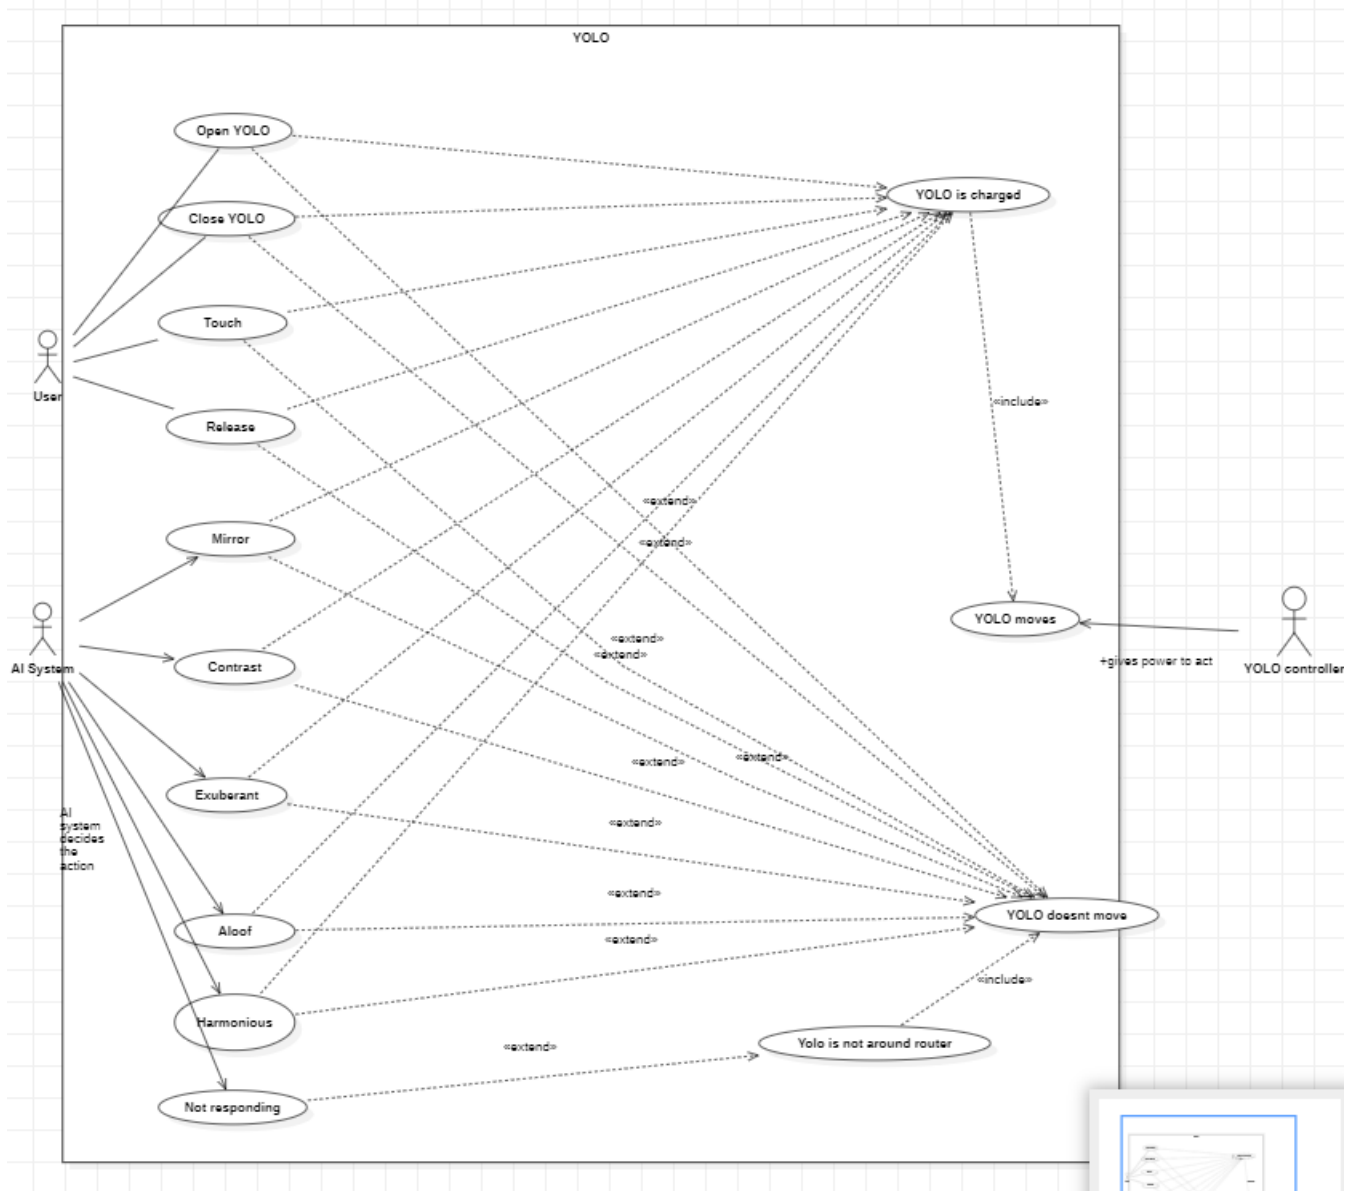 YOLO
Open YOLO
YOLO is charged
Close YOLO
Touch
User
«include»
Release
«extend»
Mirror
«extend»
YOLO moves
«extend»
«extend»
+gives power to act
YOLO controller
AI System
Contrast
«extend»
«extend»
Exuberant
«extend»
AI
system
decides
the
action
«extend»
YOLO doesnt move
Aloof
«extend»
«include»
Harmonious
Yolo is not around router
«extend»
Not responding